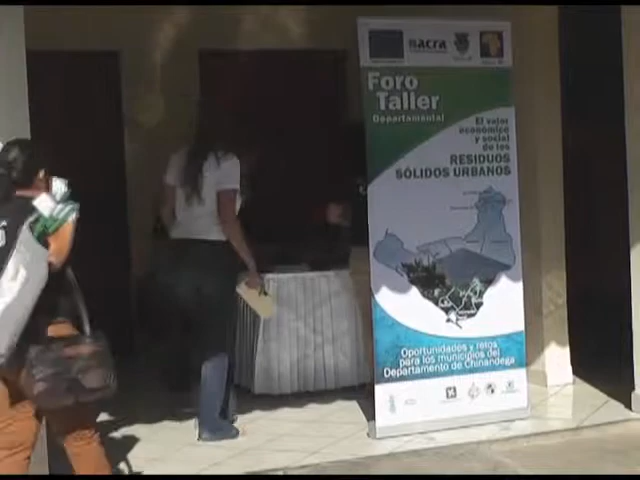 nacra
Foro
Taller
Departamental
El valor
económico
y social
de los
RESIDUOS
SÓLIDOS URBANOS
Oportunidades y retos
para los municipios del
Departamento de Chinandega